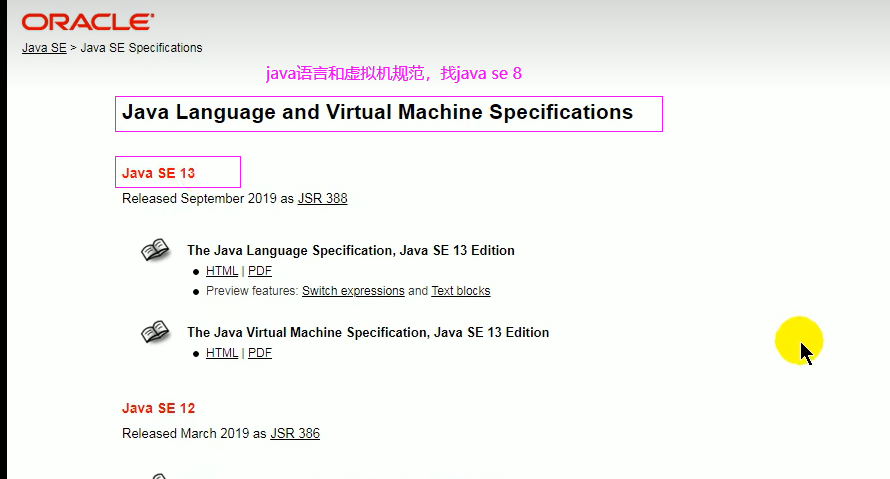 ORACLE
Java SE > Java SE Specifications
java语言和虚拟机规范，找java se 8
Java Language and Virtual Machine Specifications
Java SE 13
Released September 2019 as JSR 388
The Java Language Specification, Java SE 13 Edition
● HTML | PDF
● Preview features: Switch expressions and Text blocks
The Java Virtual Machine Specification, Java SE 13 Edition
● HTML | PDF
Java SE 12
Released March 2019 as JSR 386